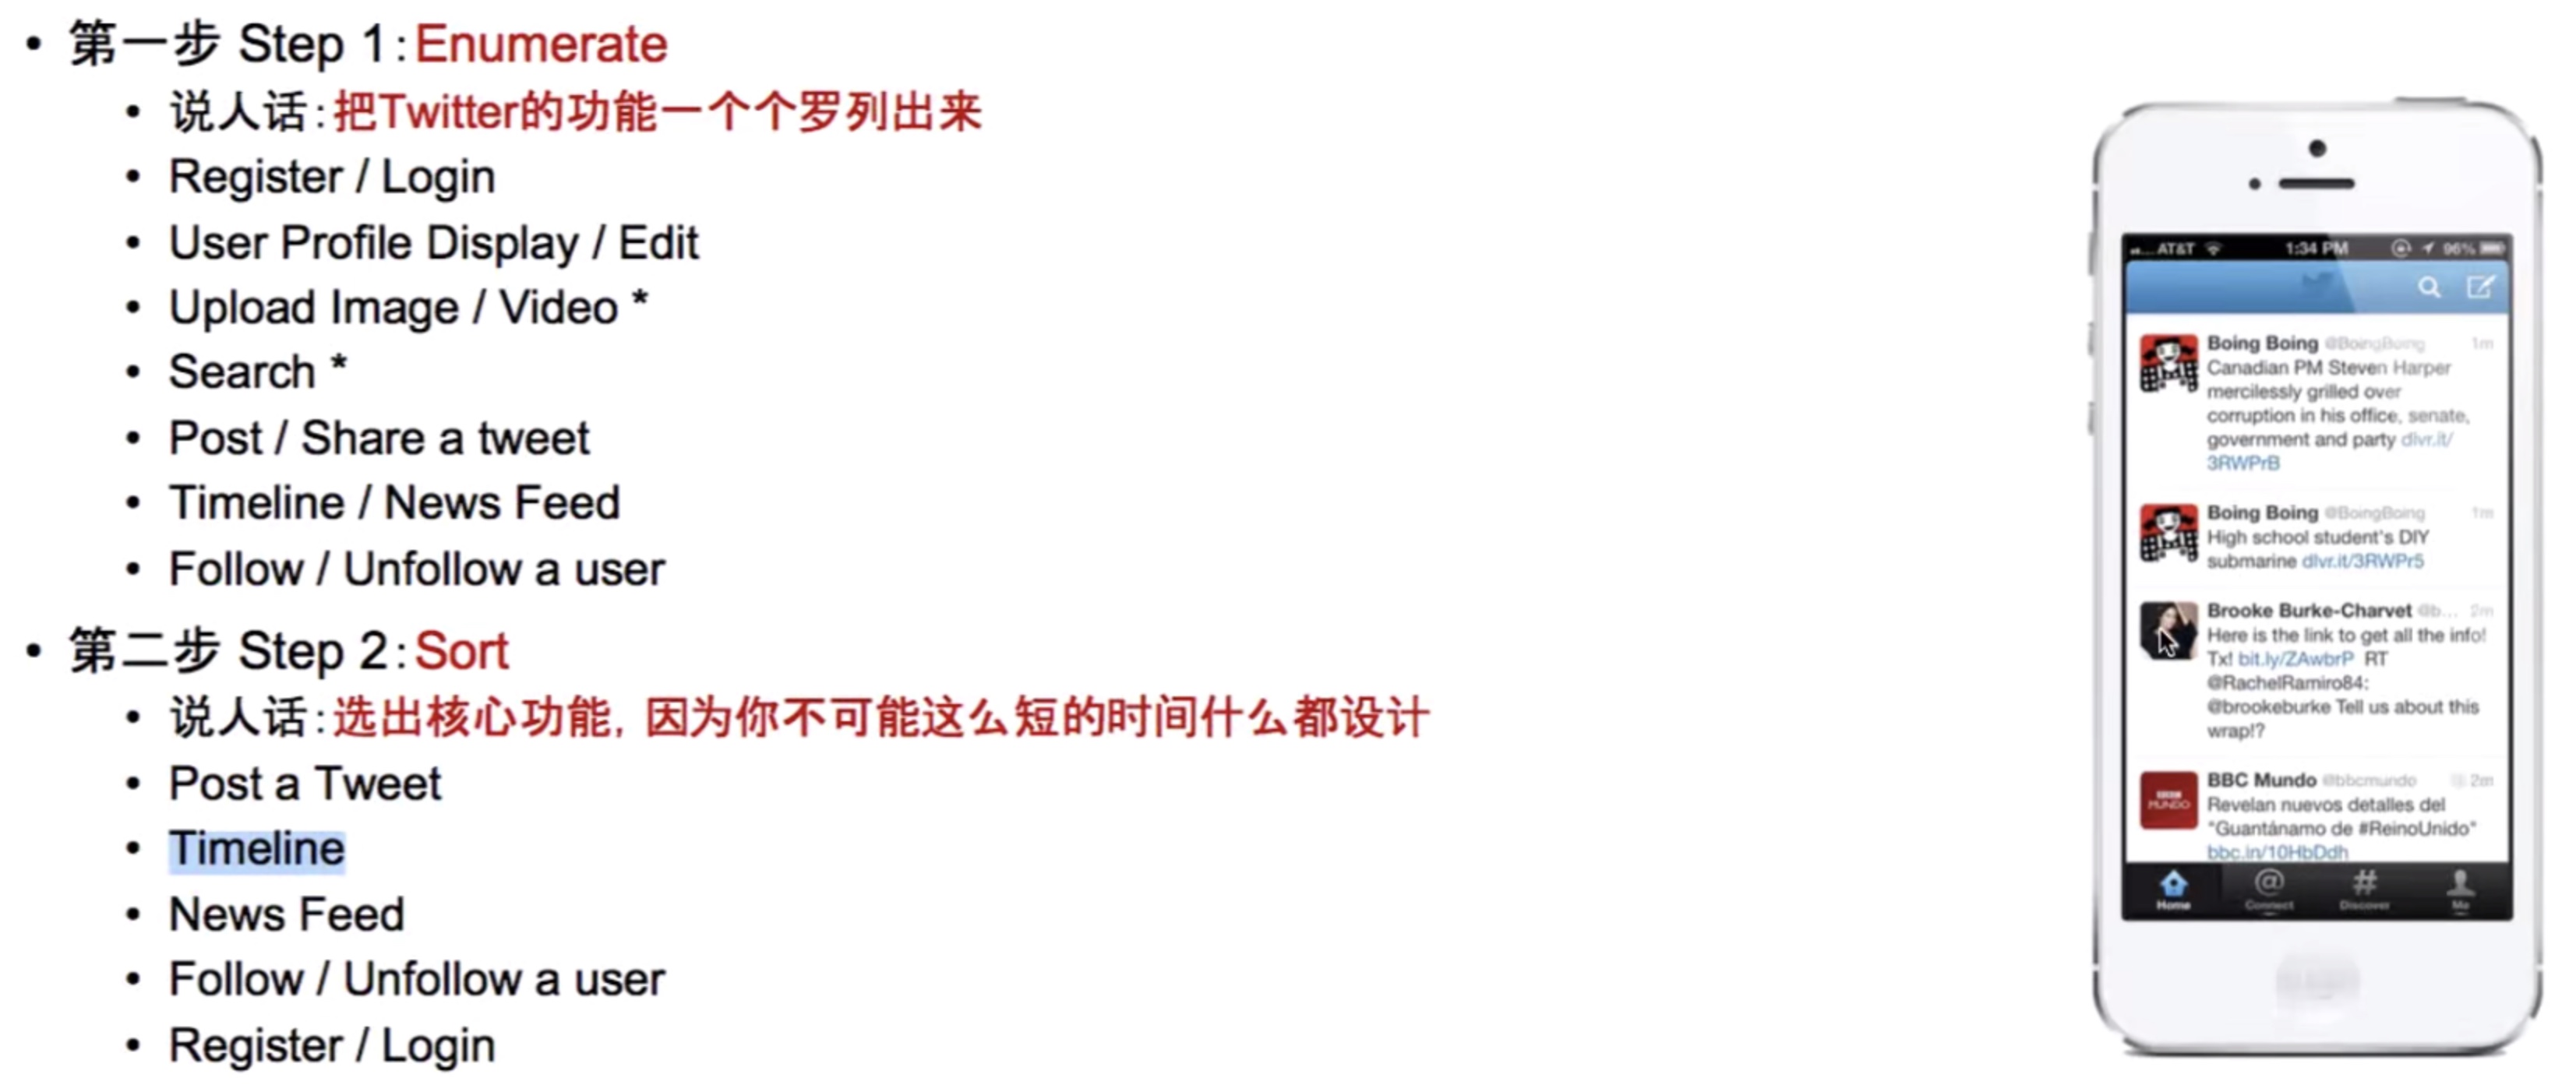 • 第一步 Step 1：Enumerate
• 说人话：把Twitter的功能一个个罗列出来
• Register / Login
• User Profile Display / Edit
• Upload Image / Video *
• Search *
• Post / Share a tweet
• Timeline / News Feed
• Follow / Unfollow a user
• 第二步 Step 2：Sort
• 说人话：选出核心功能，因为你不可能这么短的时间什么都设计
• Post a Tweet
• Timeline
• News Feed
• Follow / Unfollow a user
• Register / Login
AT&T 1:34 PM 96%
Boing Boing @BoingBoing 1m
Canadian PM Steven Harper
mercilessly grilled over
corruption in his office, senate,
government and party dlvr.it/
3RWPrB
Boing Boing @BoingBoing 1m
High school student's DIY
submarine dlvr.it/3RWPr5
Brooke Burke-Charvet @b... 2m
Here is the link to get all the info!
Tx! bit.ly/ZAwbrP RT
@RachelRamiro84:
@brookeburke Tell us about this
wrap!?
BBC Mundo @bbcmundo 2m
MUNDO
Revelan nuevos detalles del
"Guantánamo de #ReinoUnido"
bbc.in/10HbDdh
Home Connect Discover Me